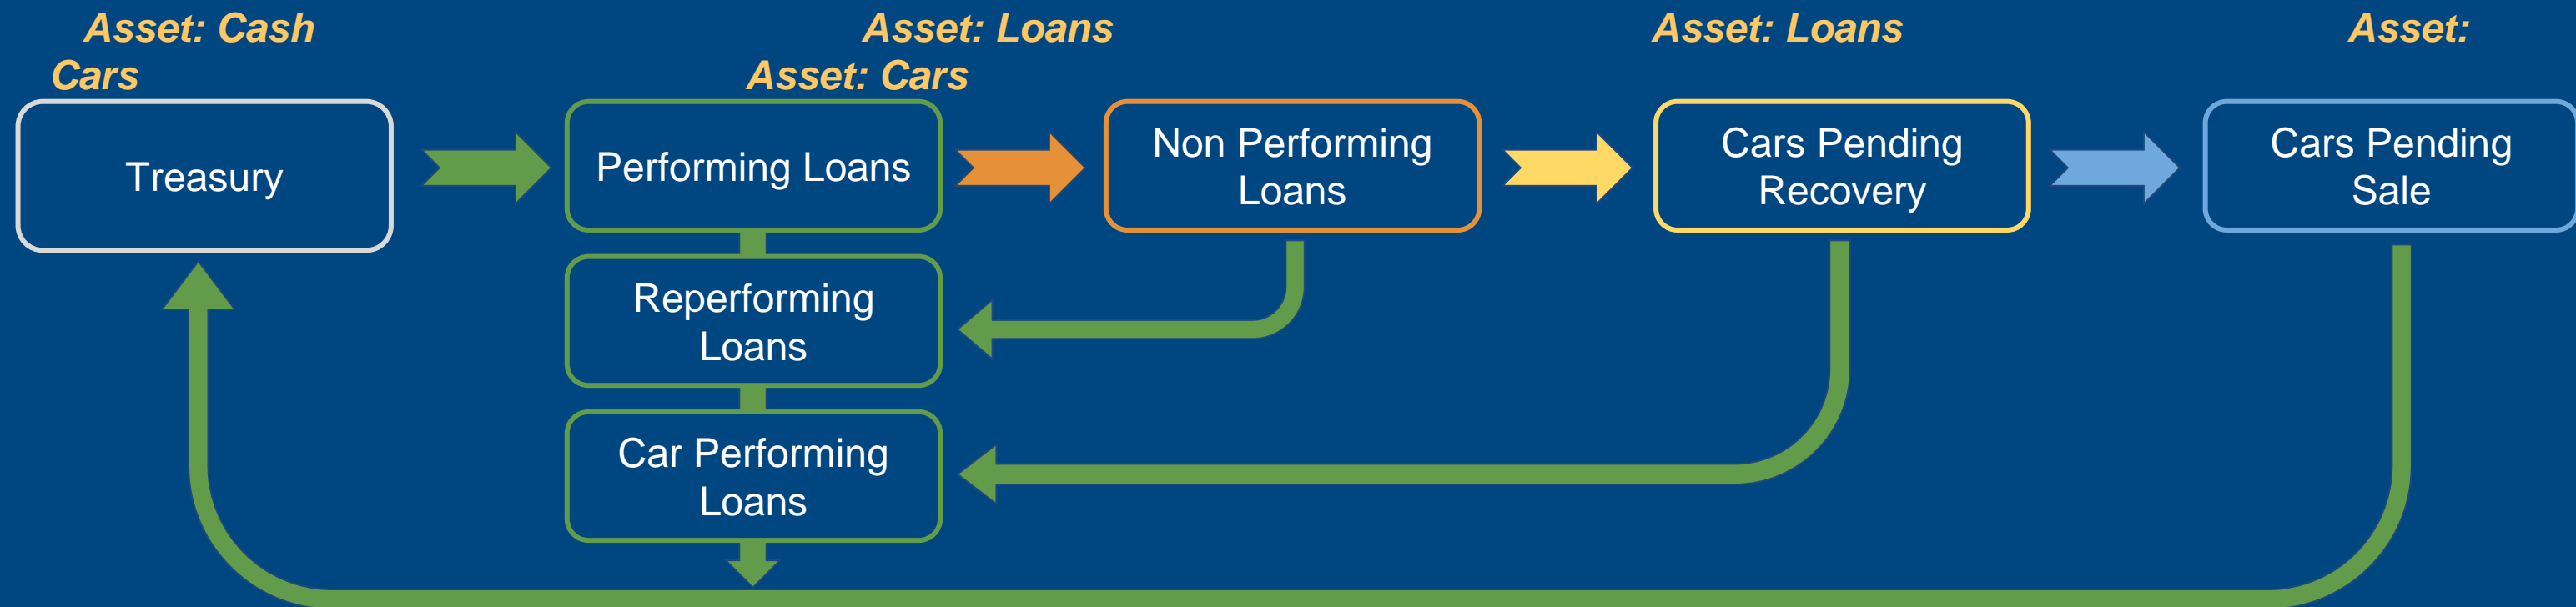 Asset: Cash Asset: Loans Asset: Loans Asset:
Cars Asset: Cars
Treasury
Performing Loans
Non Performing
Loans
Cars Pending
Recovery
Cars Pending
Sale
Reperforming
Loans
Car Performing
Loans